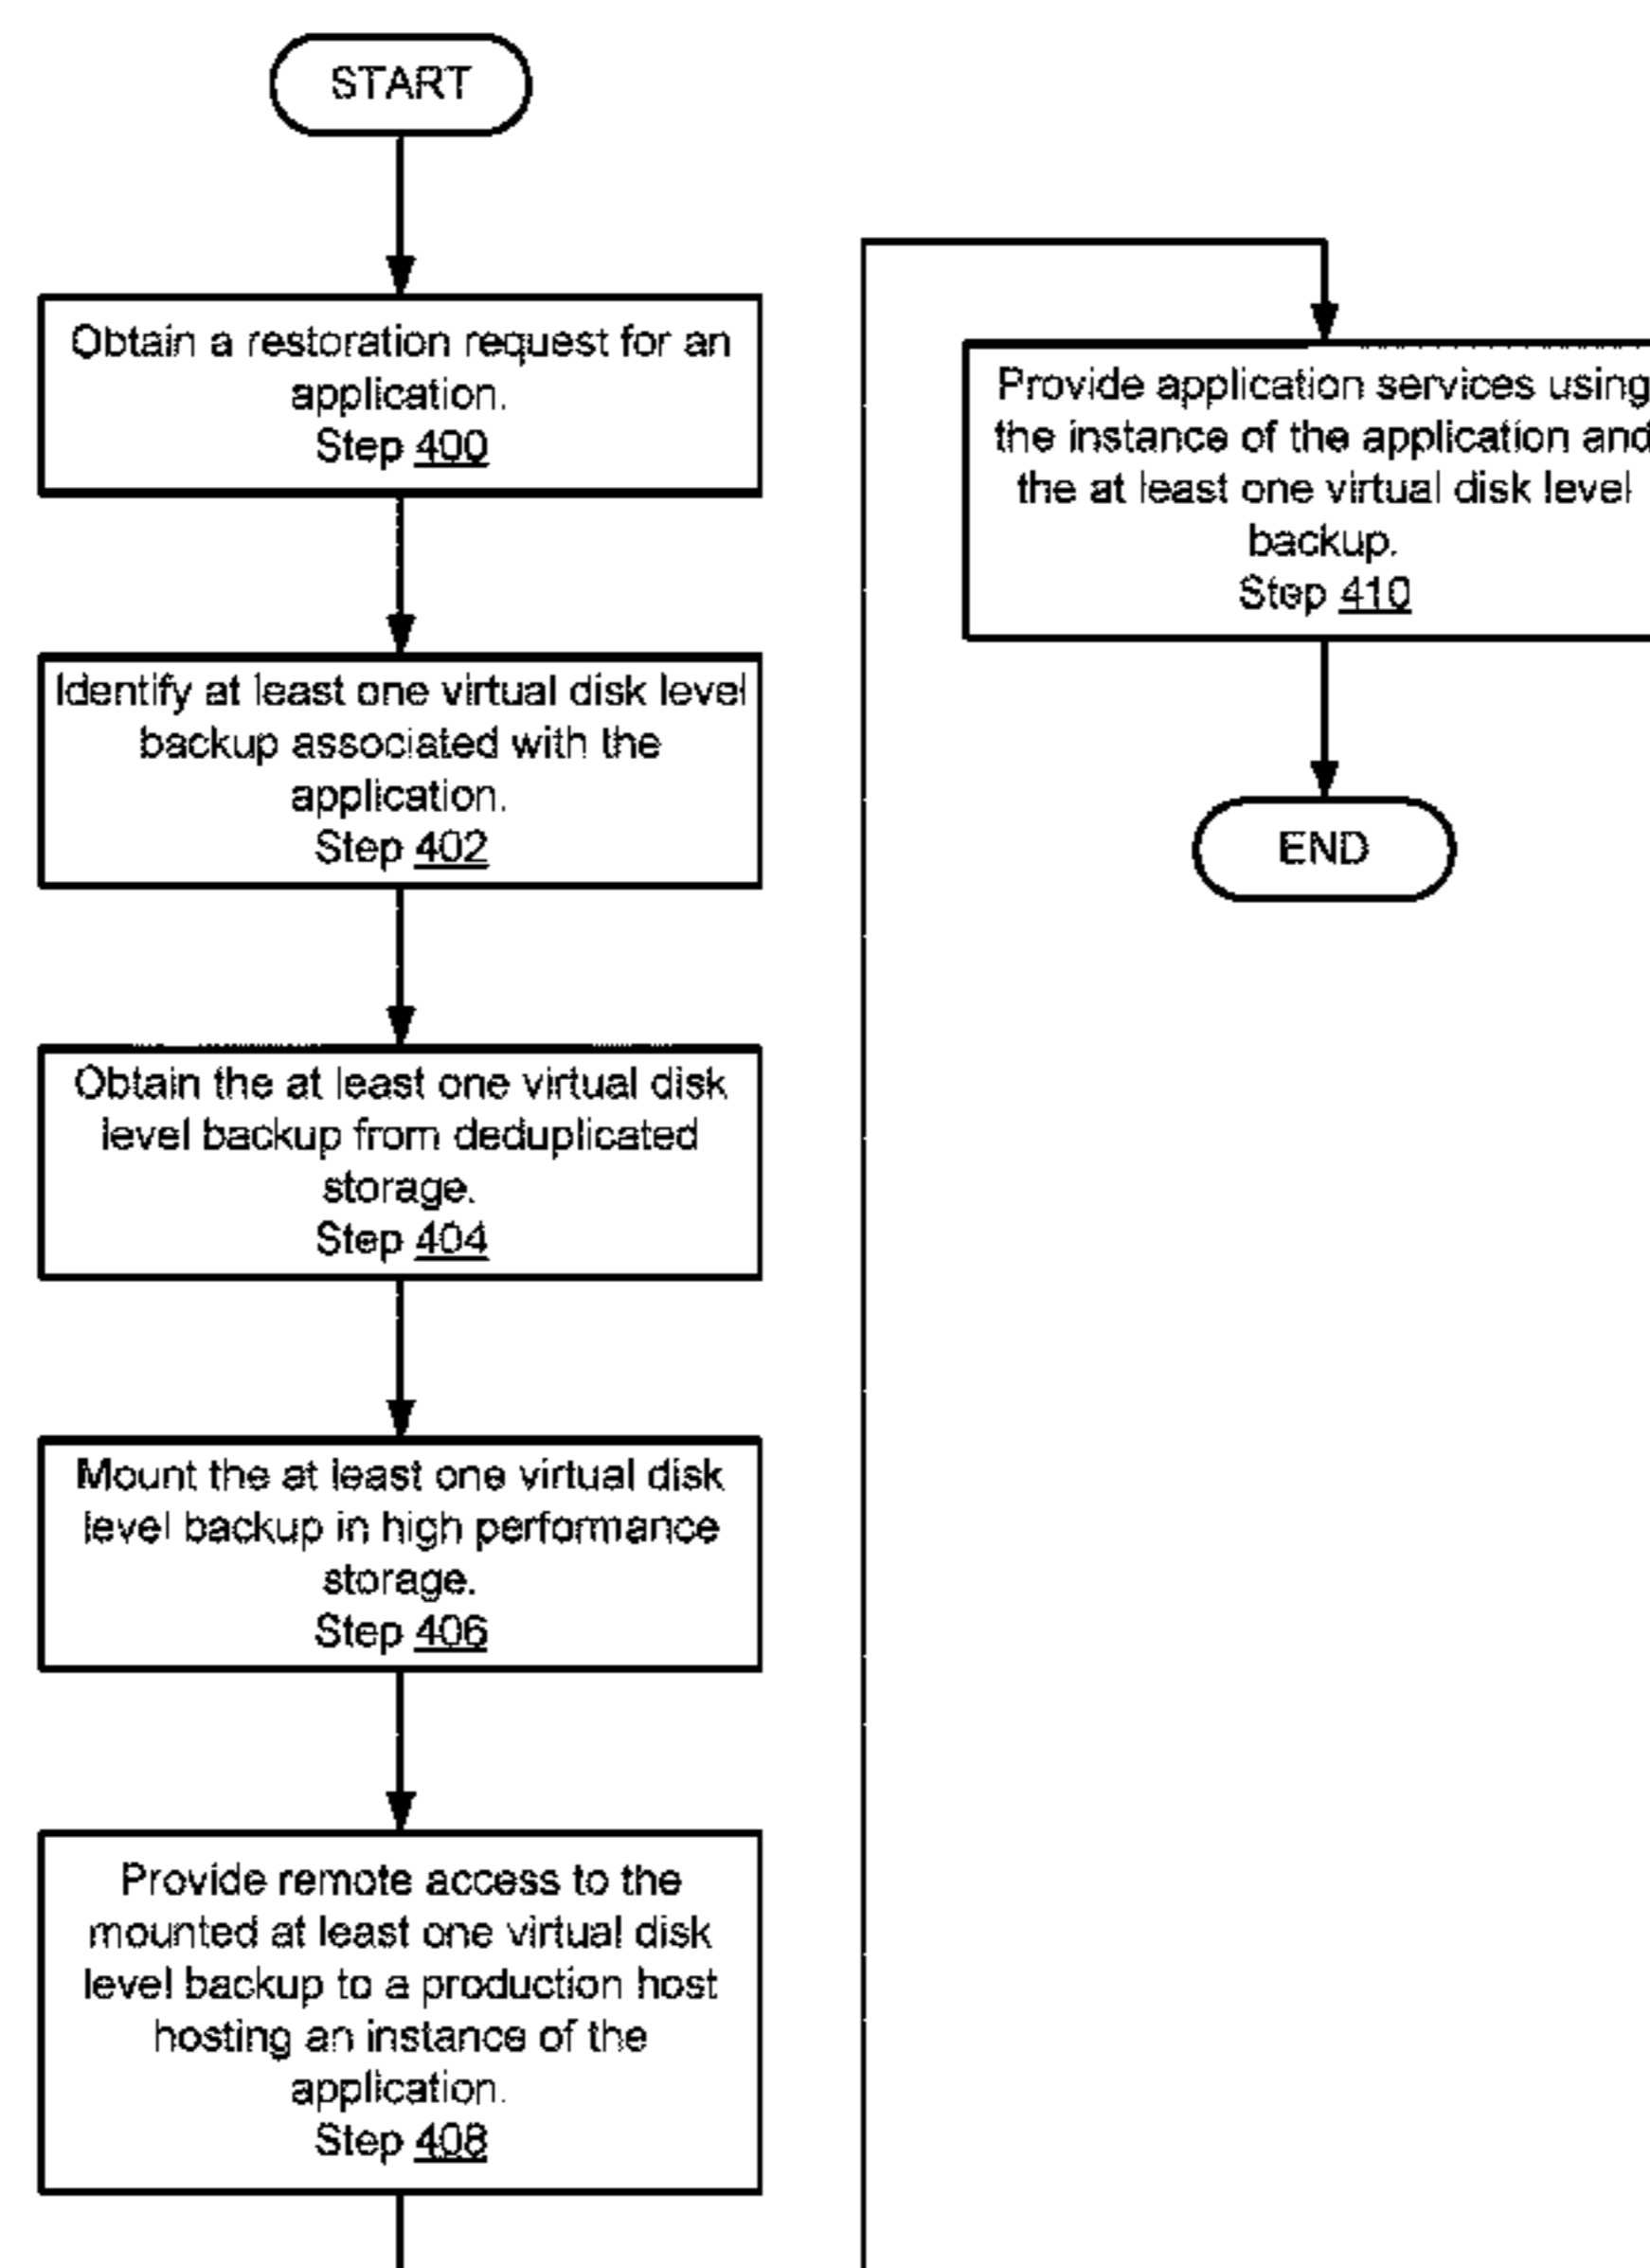 START
Obtain a restoration request for an
application.
Step 400
Identify at least one virtual disk level
backup associated with the
application.
Step 402
Obtain the at least one virtual disk
level backup from deduplicated
storage.
Step 404
Mount the at least one virtual disk
level backup in high performance
storage.
Step 406
Provide remote access to the
mounted at least one virtual disk
level backup to a production host
hosting an instance of the
application.
Step 408
Provide application services using
the instance of the application and
the at least one virtual disk level
backup.
Step 410
END